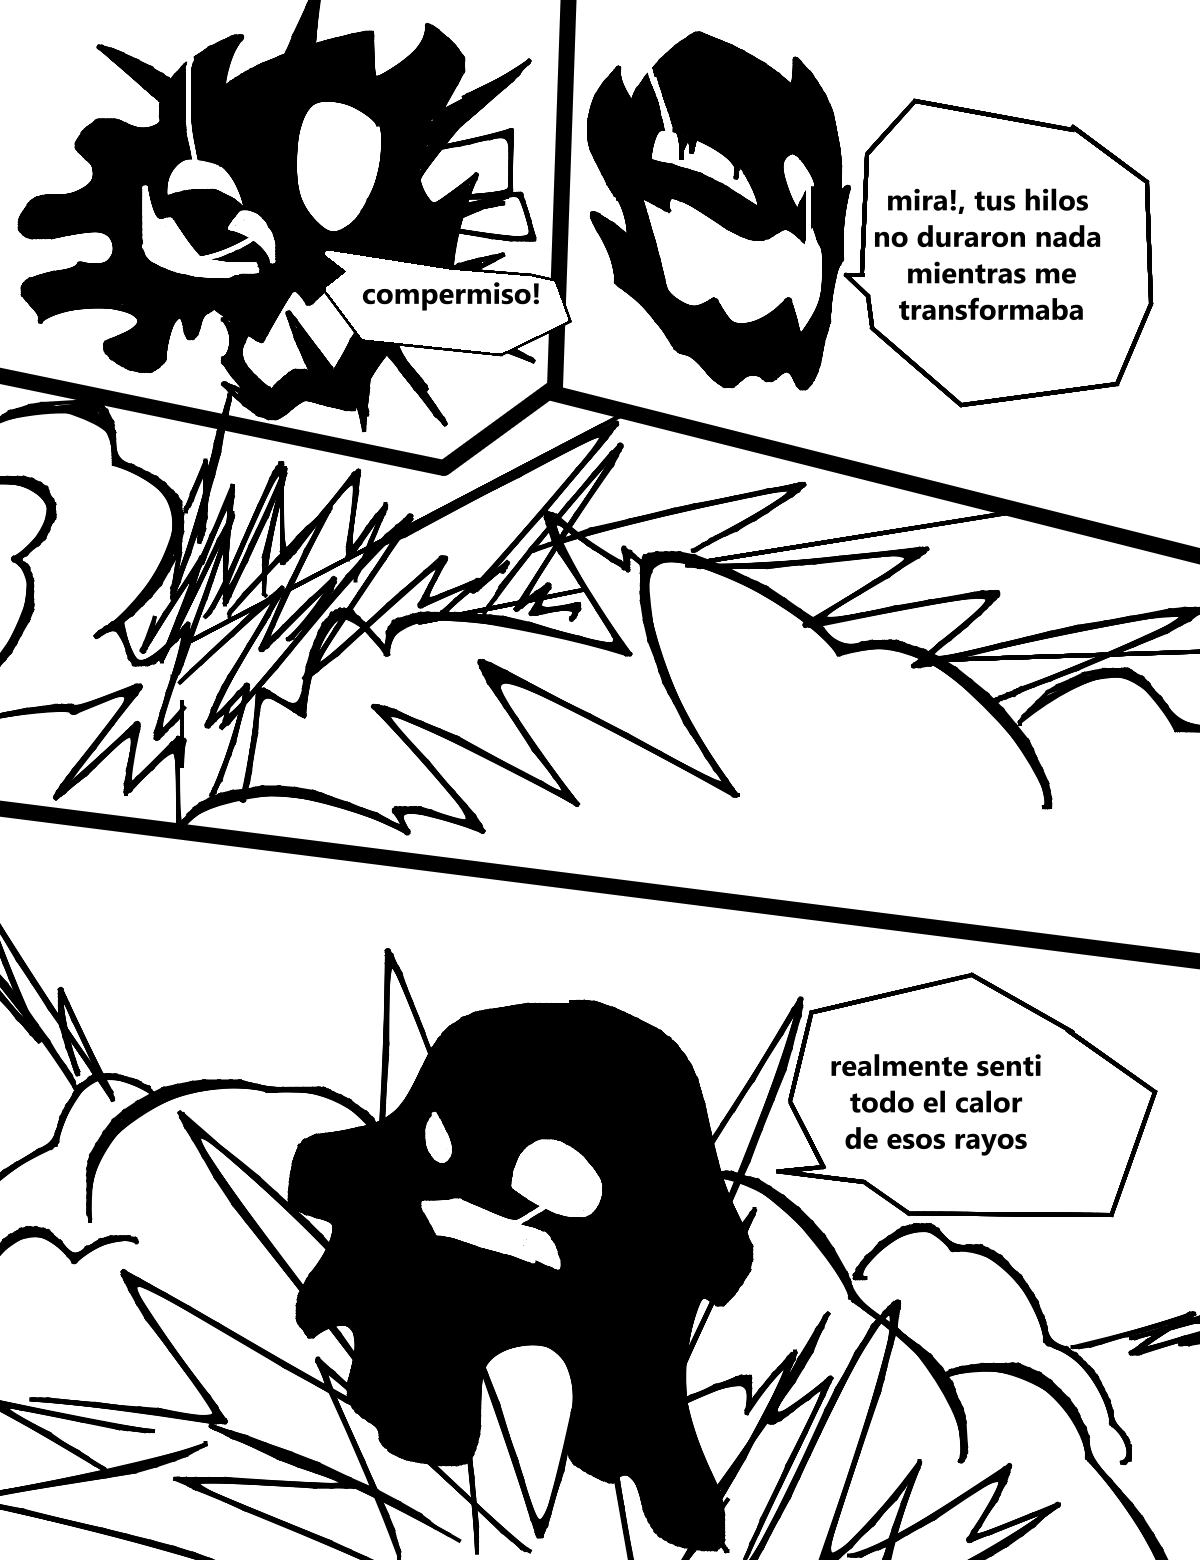 compermiso!
mira!, tus hilos
no duraron nada
mientras me
transformaba
realmente senti
todo el calor
de esos rayos